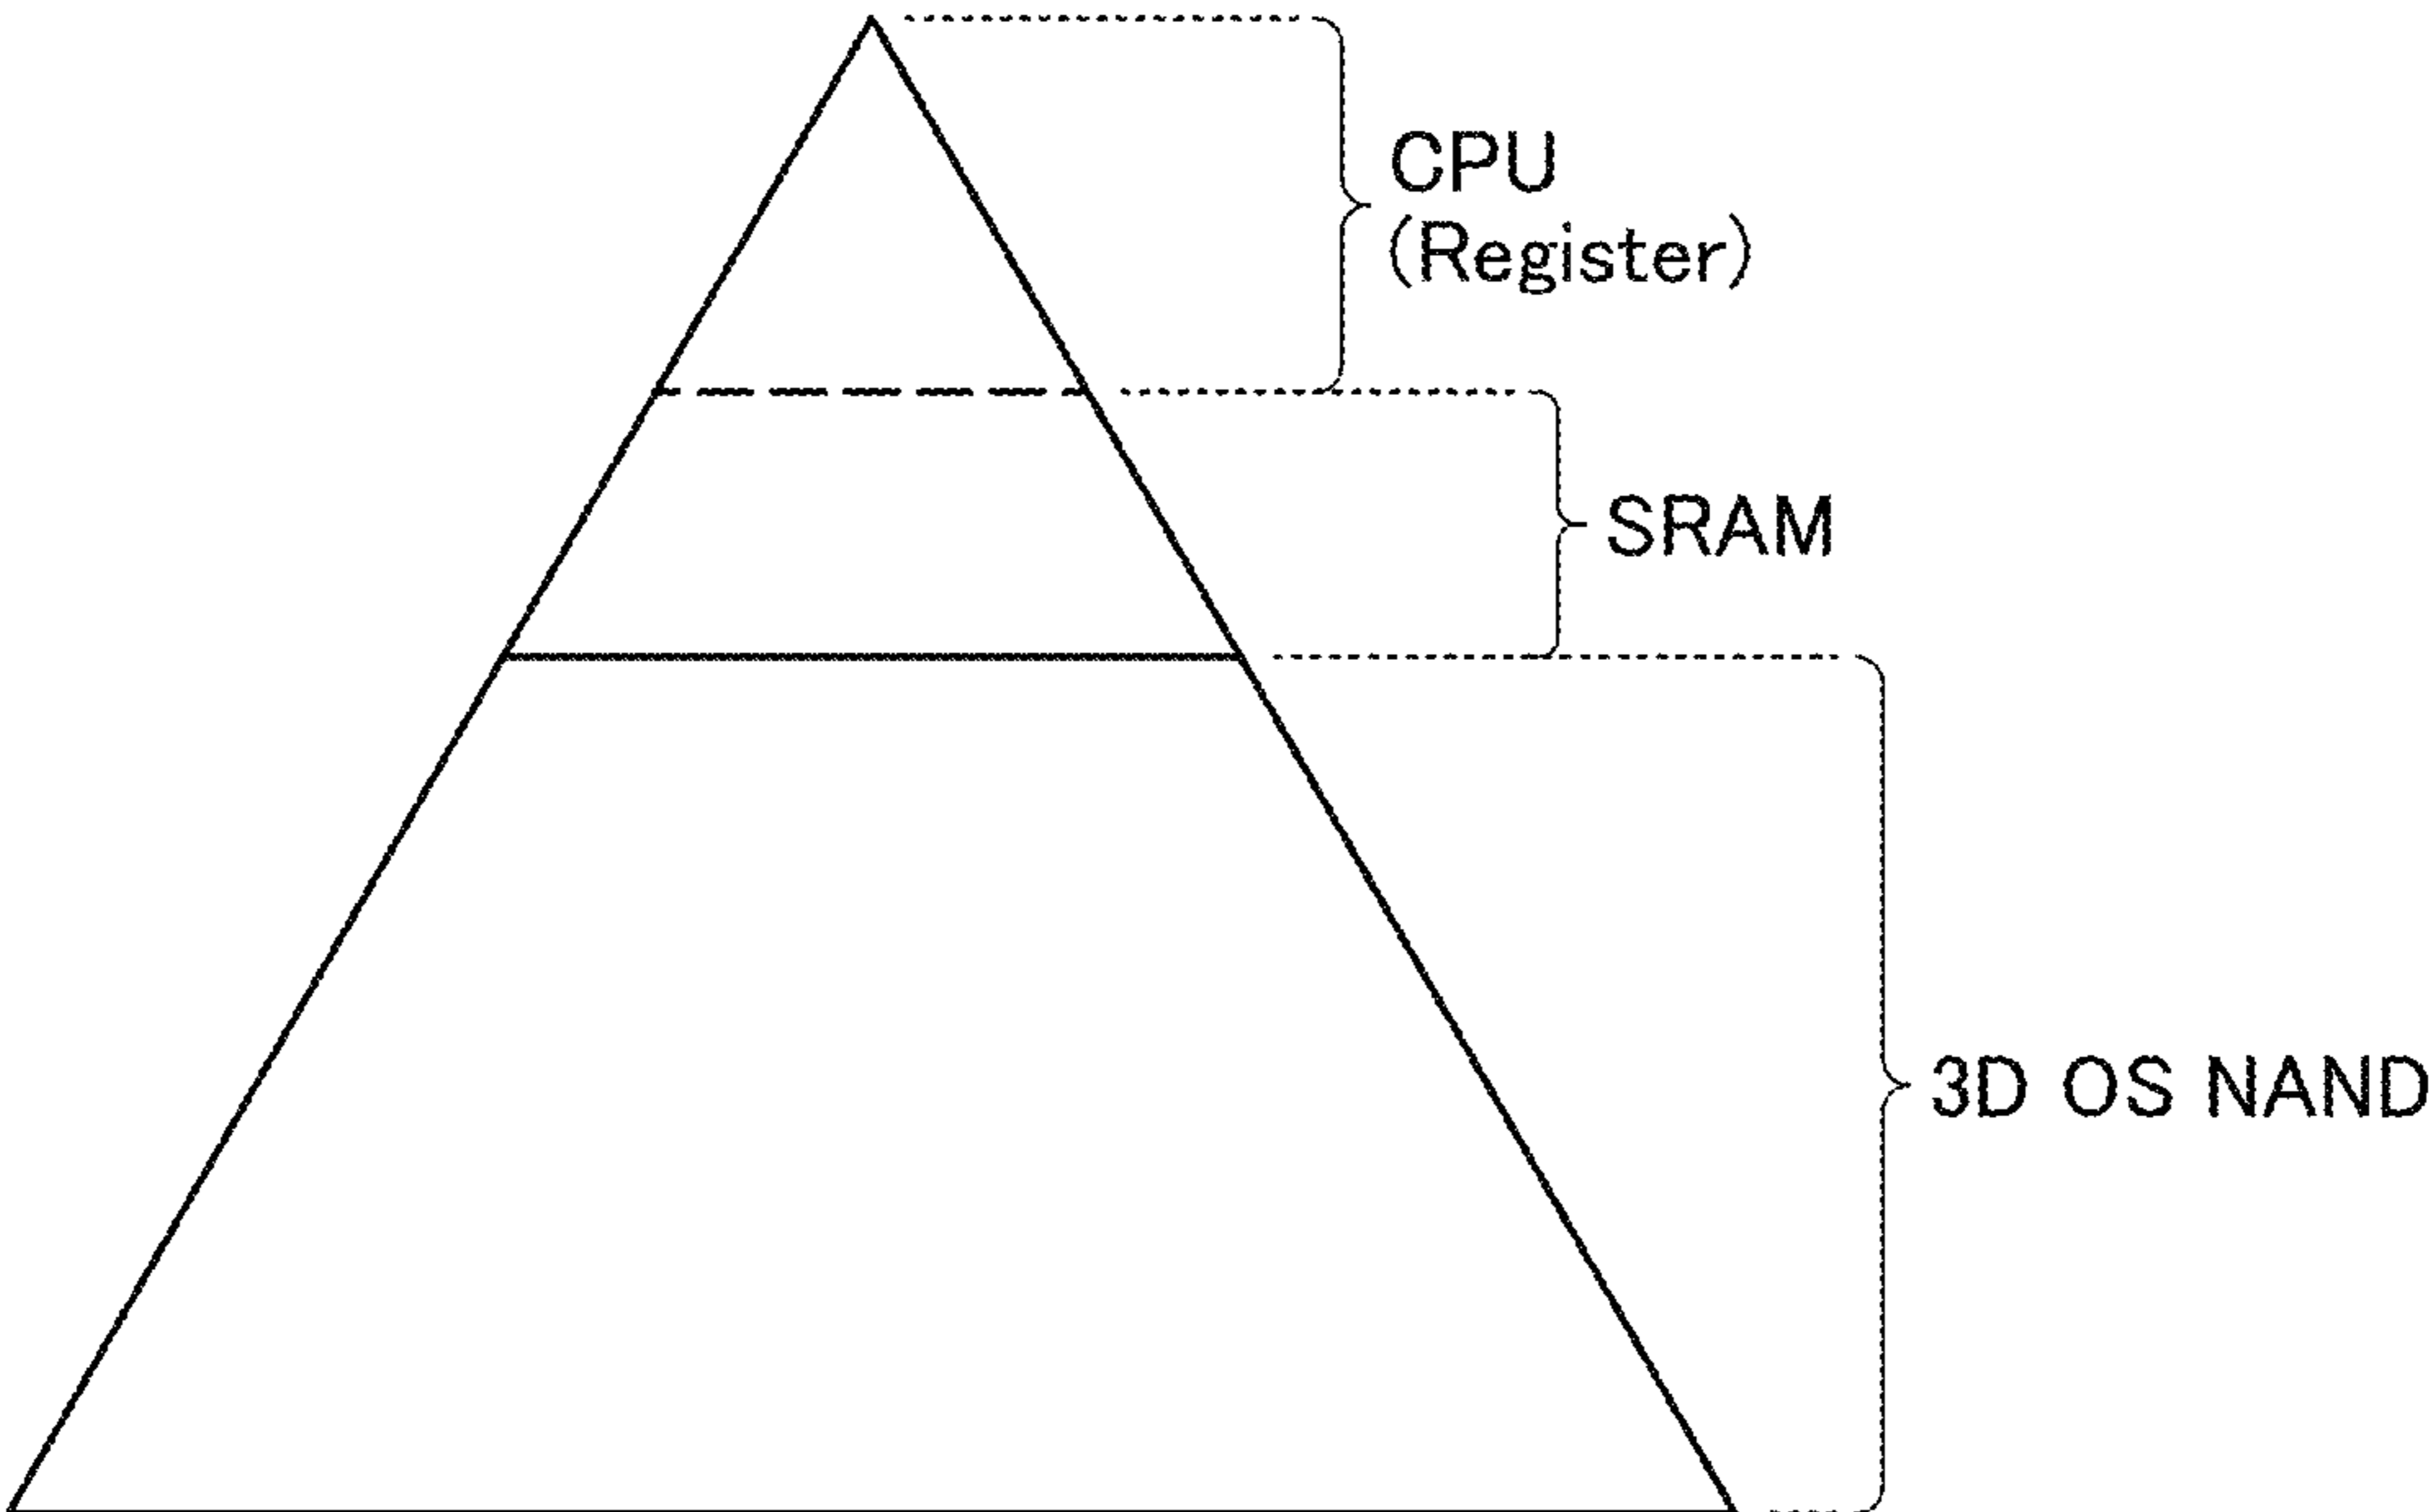 CPU
(Register)
SRAM
3D OS NAND